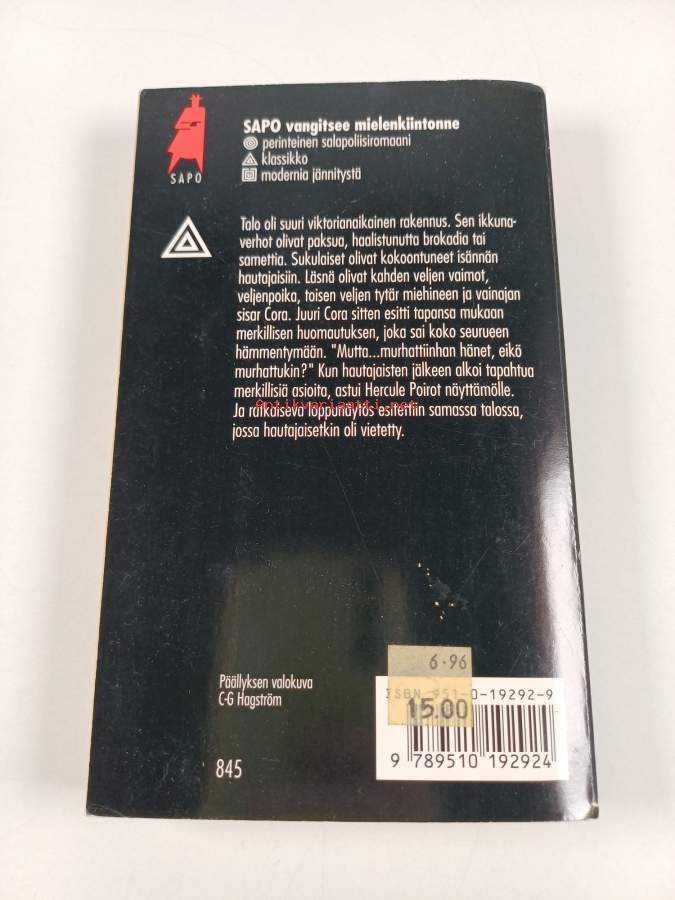 SAPO
SAPO vangitsee mielenkiintonne
perinteinen salapoliisiromaani
klassikko
modernia jännitystä
Talo oli suuri viktorianaikainen rakennus. Sen ikkuna-
verhot olivat paksua, haalistunutta brokadia tai
samettia. Sukulaiset olivat kokoontuneet isännän
hautajaisiin. Läsnä olivat kahden veljen vaimot,
veljenpoika, toisen veljen tytär miehineen ja vainajan
sisar Cora. Juuri Cora sitten esitti tapansa mukaan
merkillisen huomautuksen, joka sai koko seurueen
hämmentymään. "Mutta...murhattiinhan hänet, eikö
murhattukin?" Kun hautajaisten jälkeen alkoi tapahtua
merkillisiä asioita, astui Hercule Poirot näyttämölle.
Antikvariaatti.net
Ja ratkaiseva loppunäytös esitettiin samassa talossa,
jossa hautajaisetkin oli vietetty.
Päällyksen valokuva
C-G Hagström
845
6.96
ISBN 951-0-19292-9
15.00
9 789510 192924